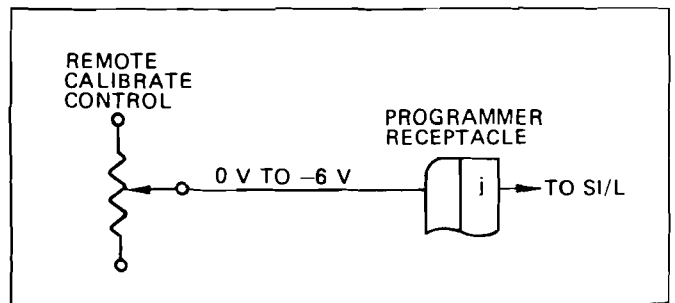 REMOTE
CALIBRATE
CONTROL
PROGRAMMER
RECEPTACLE
0 V TO −6 V
j
TO SI/L